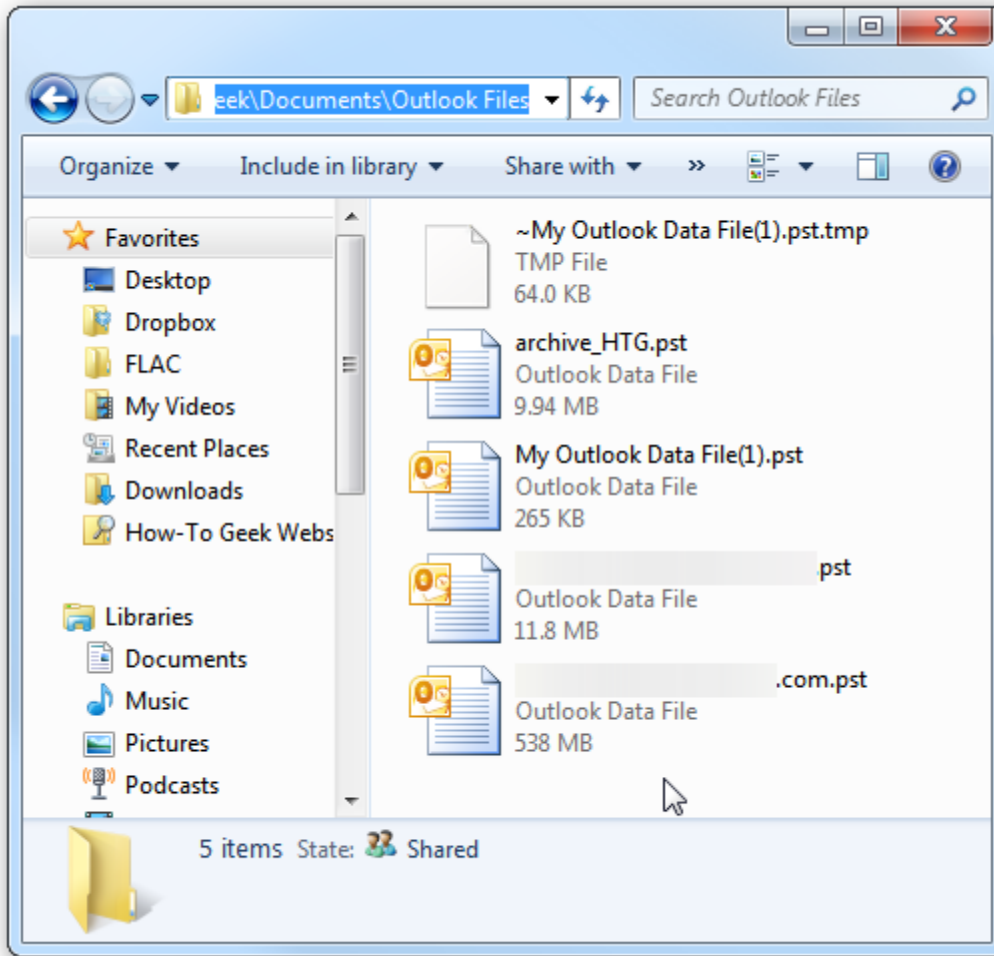 eek\Documents\Outlook Files
Search Outlook Files
Organize
Include in library
Share with
»
Favorites
Desktop
Dropbox
FLAC
My Videos
Recent Places
Downloads
How-To Geek Webs
Libraries
Documents
Music
Pictures
Podcasts
~My Outlook Data File(1).pst.tmp
TMP File
64.0 KB
archive_HTG.pst
Outlook Data File
9.94 MB
My Outlook Data File(1).pst
Outlook Data File
265 KB
.pst
Outlook Data File
11.8 MB
.com.pst
Outlook Data File
538 MB
5 items State: Shared